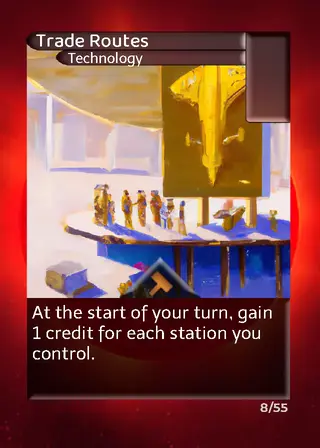 Trade Routes
Technology
At the start of your turn, gain
1 credit for each station you
control.
8/55